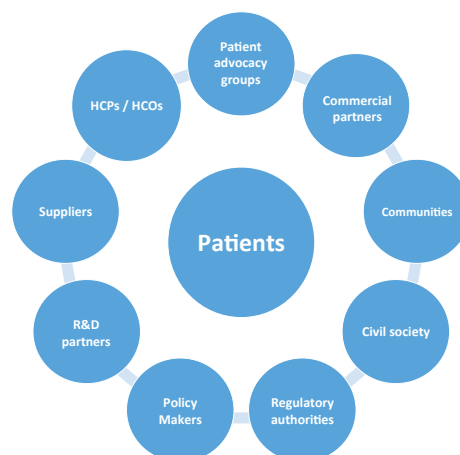 Patient
advocacy
groups
Commercial
partners
Communities
Civil society
Regulatory
authorities
Policy
Makers
R&D
partners
Suppliers
HCPs / HCOs
Patients